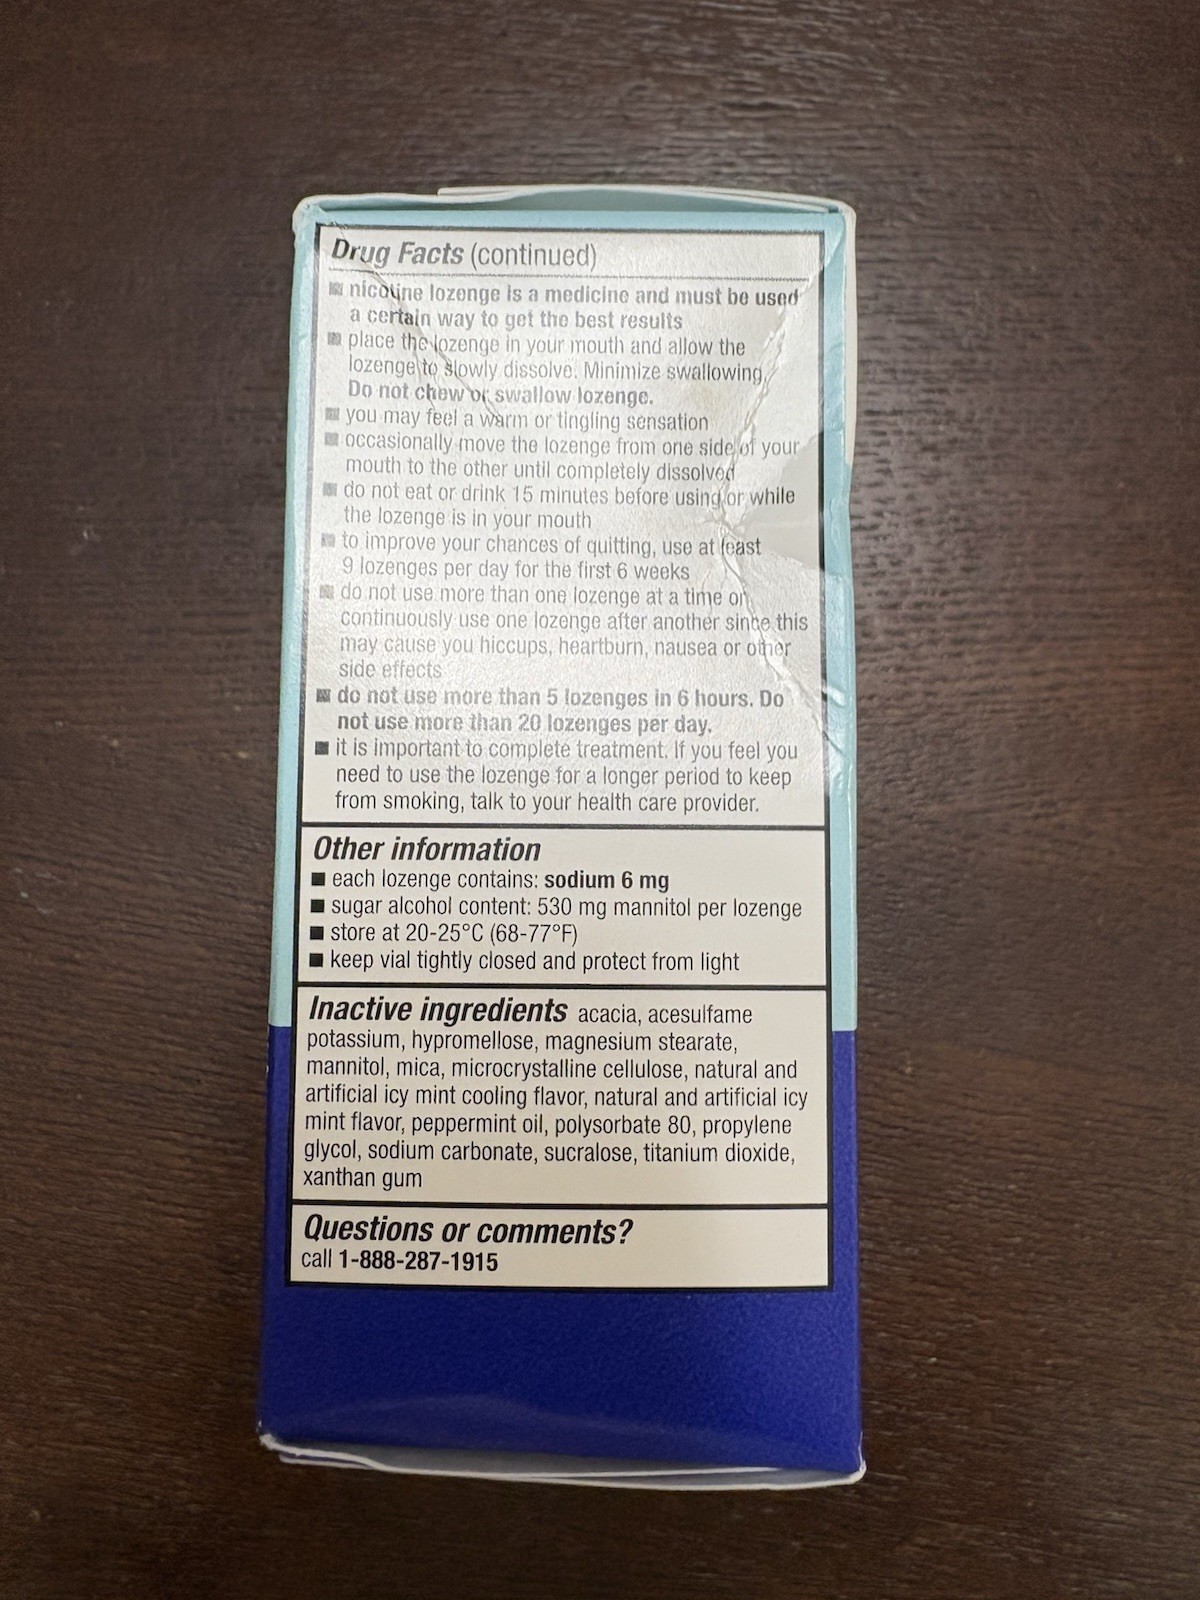 Drug Facts (continued)
■ nicotine lozenge is a medicine and must be used
a certain way to get the best results
■ place the lozenge in your mouth and allow the
lozenge to slowly dissolve. Minimize swallowing.
Do not chew or swallow lozenge.
■ you may feel a warm or tingling sensation
■ occasionally move the lozenge from one side of your
mouth to the other until completely dissolved
■ do not eat or drink 15 minutes before using or while
the lozenge is in your mouth
■ to improve your chances of quitting, use at least
9 lozenges per day for the first 6 weeks
■ do not use more than one lozenge at a time or
continuously use one lozenge after another since this
may cause you hiccups, heartburn, nausea or other
side effects
■ do not use more than 5 lozenges in 6 hours. Do
not use more than 20 lozenges per day.
■ it is important to complete treatment. If you feel you
need to use the lozenge for a longer period to keep
from smoking, talk to your health care provider.
Other information
■ each lozenge contains: sodium 6 mg
■ sugar alcohol content: 530 mg mannitol per lozenge
■ store at 20-25°C (68-77°F)
■ keep vial tightly closed and protect from light
Inactive ingredients acacia, acesulfame
potassium, hypromellose, magnesium stearate,
mannitol, mica, microcrystalline cellulose, natural and
artificial icy mint cooling flavor, natural and artificial icy
mint flavor, peppermint oil, polysorbate 80, propylene
glycol, sodium carbonate, sucralose, titanium dioxide,
xanthan gum
Questions or comments?
call 1-888-287-1915